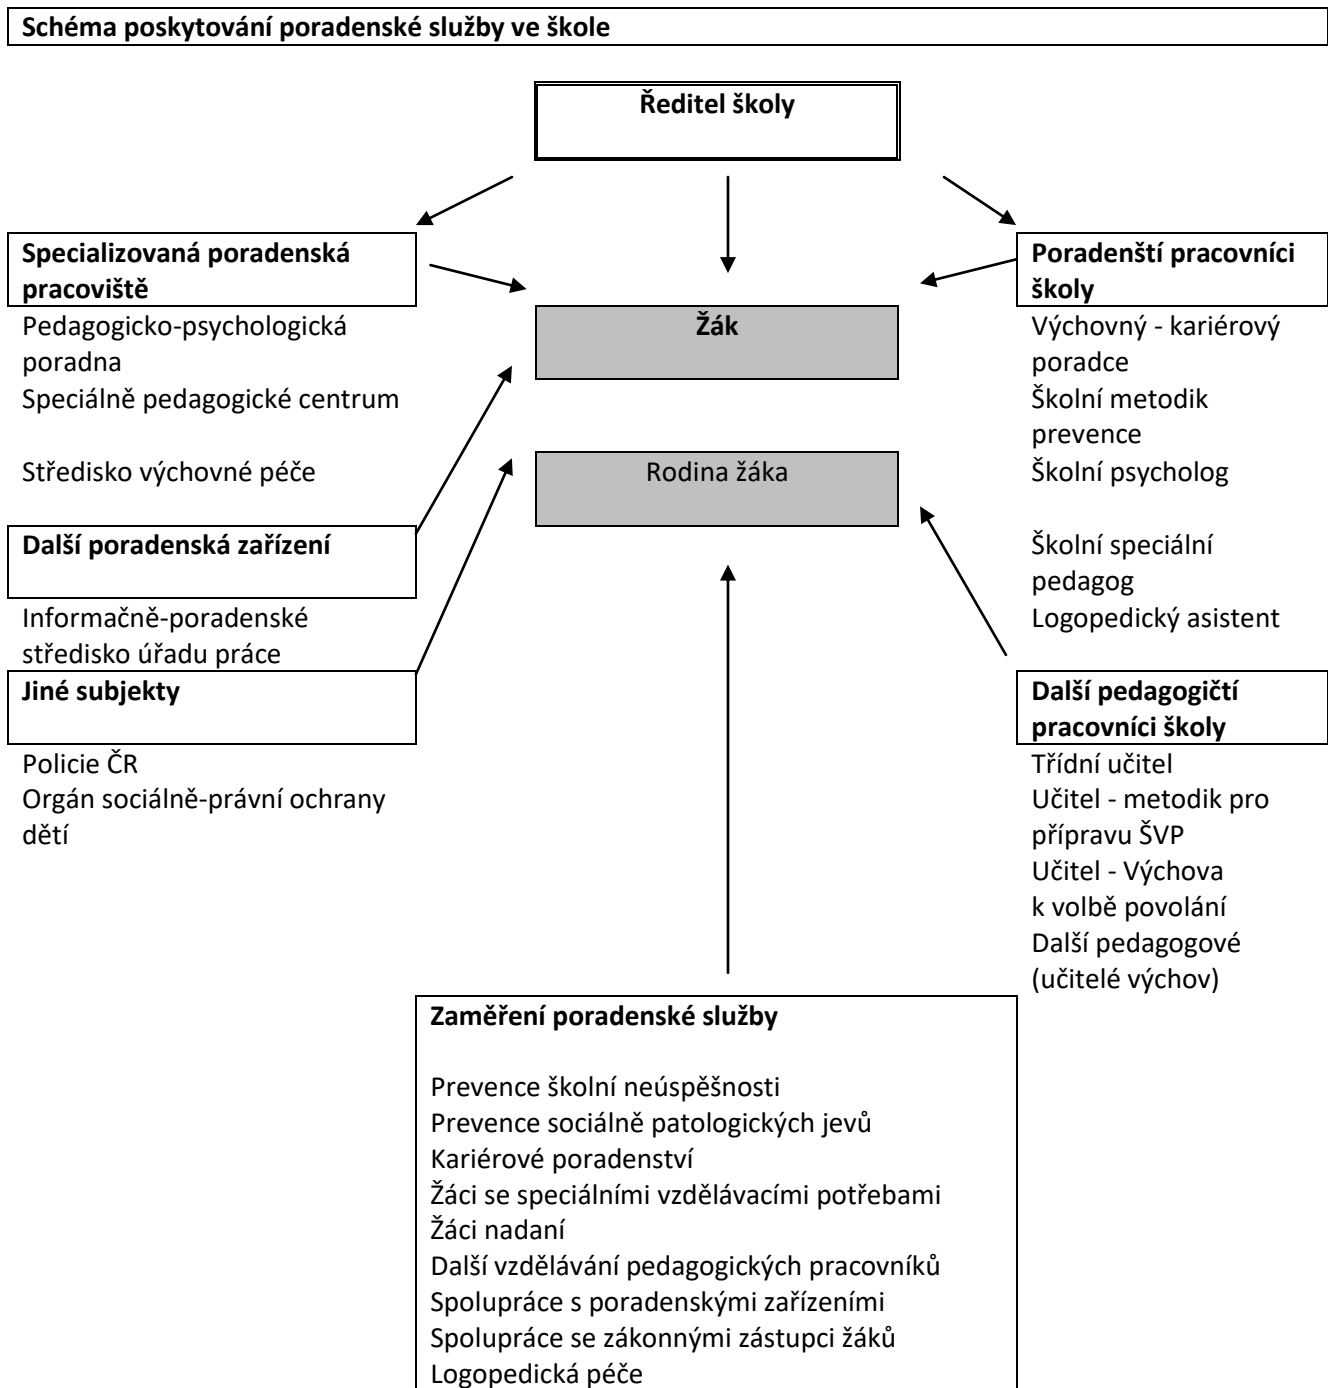 Schéma poskytování poradenské služby ve škole
Ředitel školy
Specializovaná poradenská
pracoviště
Pedagogicko-psychologická
poradna
Speciálně pedagogické centrum
Středisko výchovné péče
Další poradenská zařízení
Informačně-poradenské
středisko úřadu práce
Jiné subjekty
Policie ČR
Orgán sociálně-právní ochrany
dětí
Žák
Rodina žáka
Poradenští pracovníci
školy
Výchovný - kariérový
poradce
Školní metodik
prevence
Školní psycholog
Školní speciální
pedagog
Logopedický asistent
Další pedagogičtí
pracovníci školy
Třídní učitel
Učitel - metodik pro
přípravu ŠVP
Učitel - Výchova
k volbě povolání
Další pedagogové
(učitelé výchov)
Zaměření poradenské služby
Prevence školní neúspěšnosti
Prevence sociálně patologických jevů
Kariérové poradenství
Žáci se speciálními vzdělávacími potřebami
Žáci nadaní
Další vzdělávání pedagogických pracovníků
Spolupráce s poradenskými zařízeními
Spolupráce se zákonnými zástupci žáků
Logopedická péče